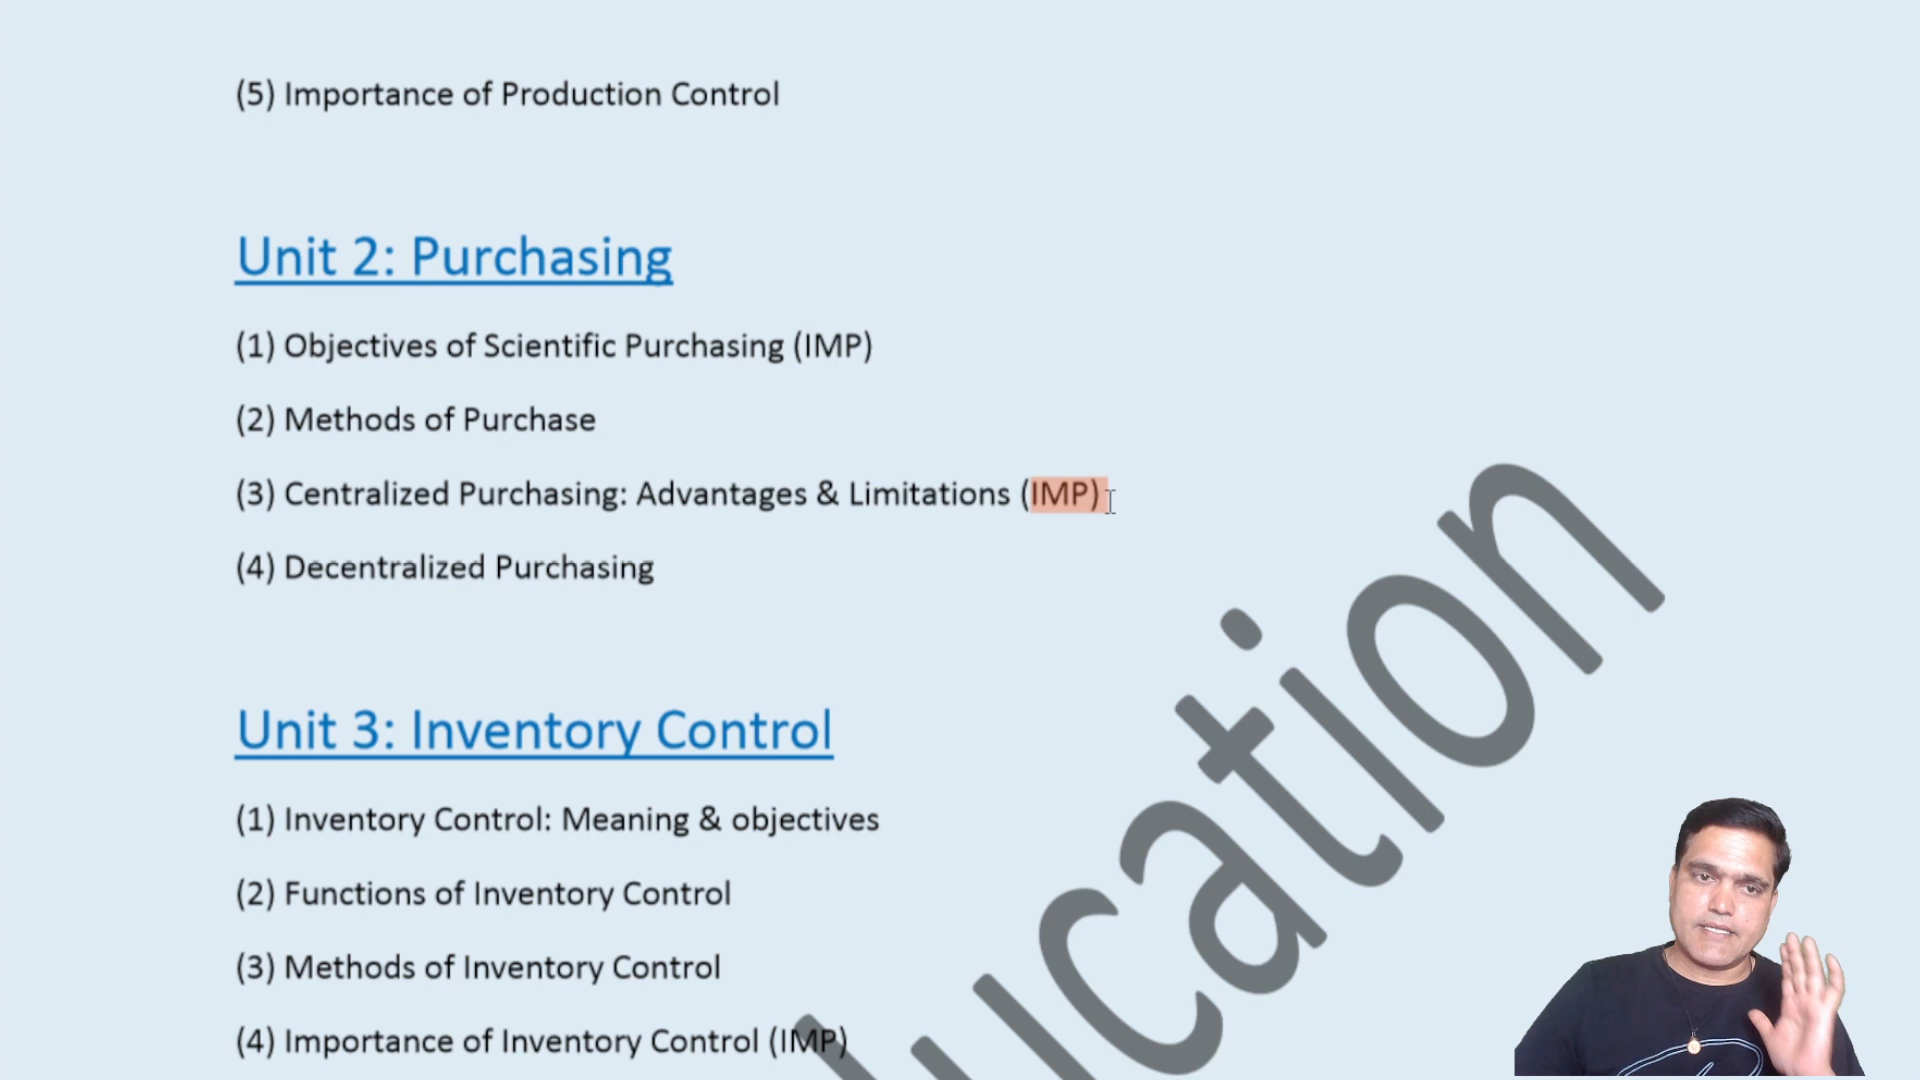 (5) Importance of Production Control
Unit 2: Purchasing
(1) Objectives of Scientific Purchasing (IMP)
(2) Methods of Purchase
(3) Centralized Purchasing: Advantages & Limitations (IMP)
(4) Decentralized Purchasing
Unit 3: Inventory Control
(1) Inventory Control: Meaning & objectives
(2) Functions of Inventory Control
(3) Methods of Inventory Control
(4) Importance of Inventory Control (IMP)
ucation